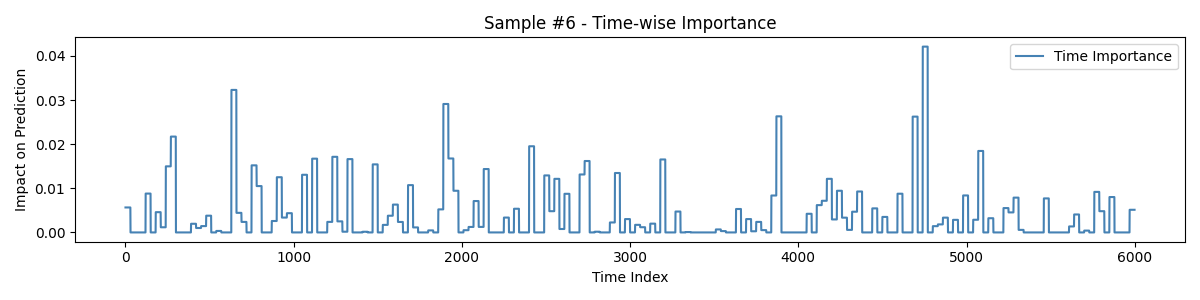 Sample #6 - Time-wise Importance
Impact on Prediction
0.04
0.03
0.02
0.01
0.00
Time Importance
0 1000 2000 3000 4000 5000 6000
Time Index